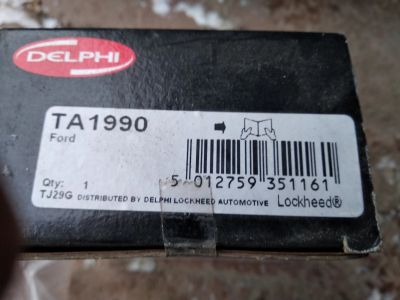 DELPHI
TA1990
Ford
Qty: 1
5 012759 351161
TJ29G DISTRIBUTED BY DELPHI LOCKHEED AUTOMOTIVE Lockheed®